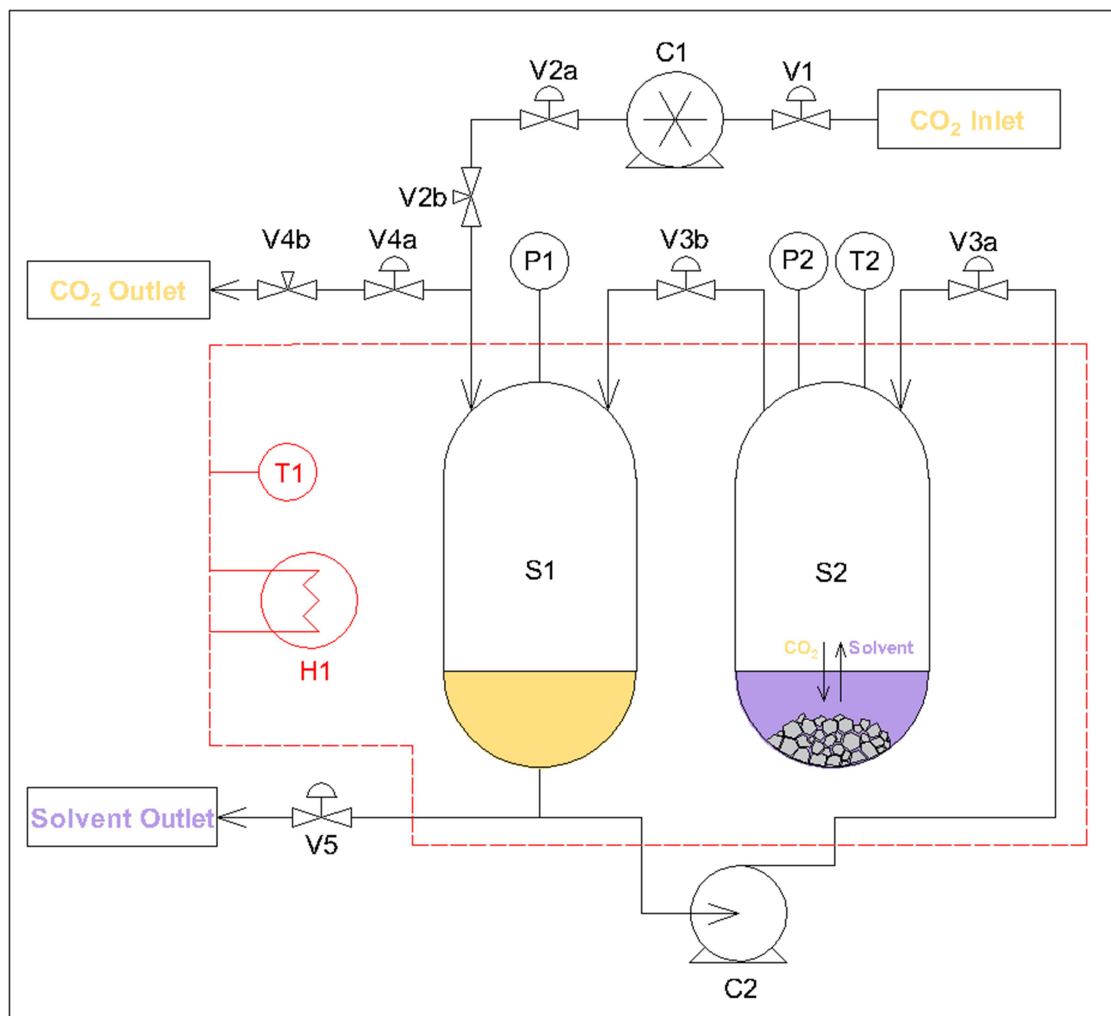 C1
V2a
V1
CO₂ Inlet
V2b
V4b
V4a
P1
V3b
P2
T2
V3a
CO₂ Outlet
T1
S1
S2
CO₂
Solvent
H1
Solvent Outlet
V5
C2